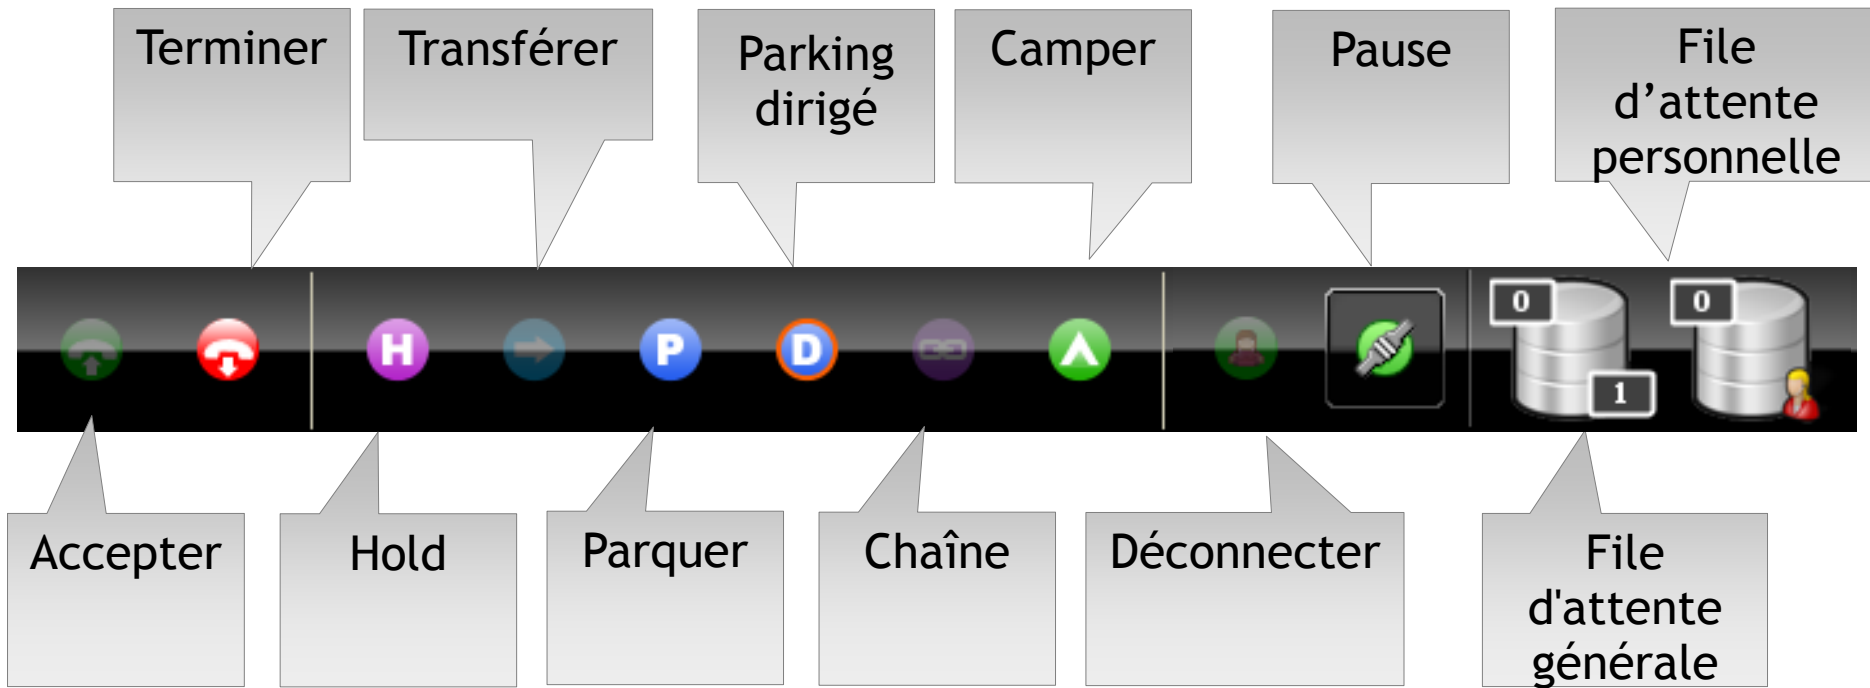 Terminer
Transférer
Parking
dirigé
Camper
Pause
File
d’attente
personnelle
0
0
H
P
D
1
Accepter
Hold
Parquer
Chaîne
Déconnecter
File
d'attente
générale